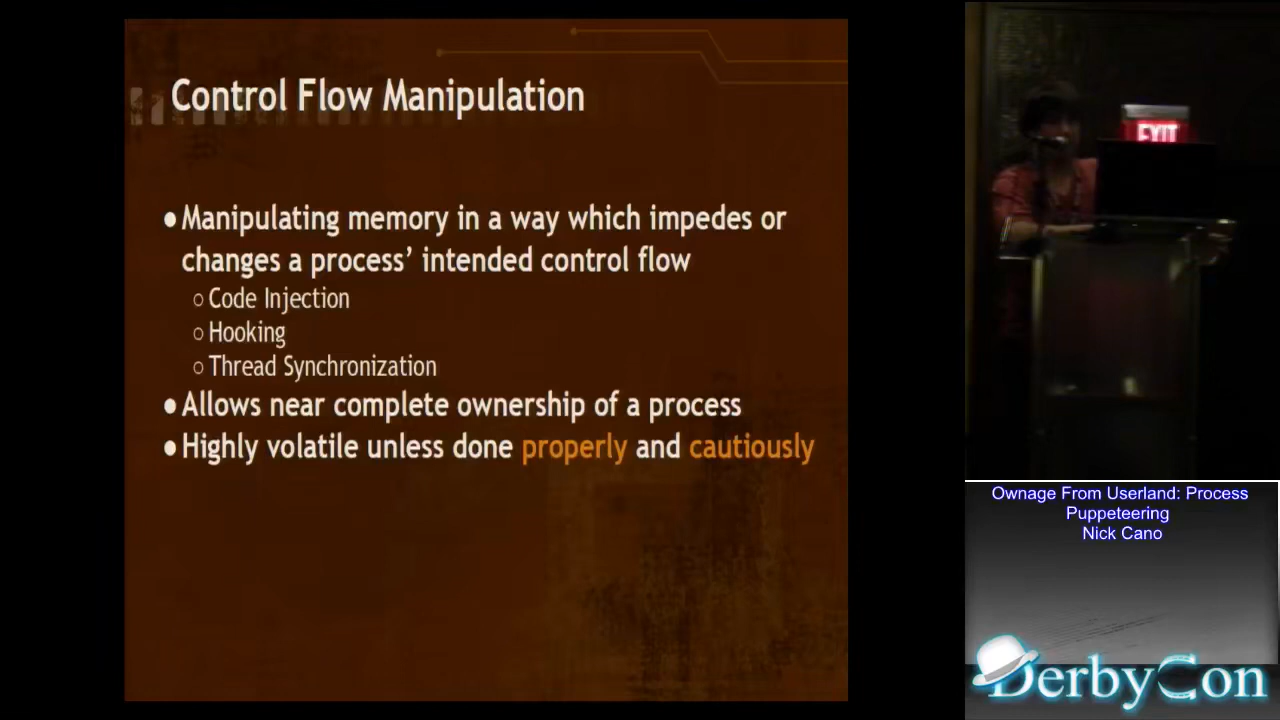 Control Flow Manipulation
●Manipulating memory in a way which impedes or
changes a process’ intended control flow
○Code Injection
○Hooking
○Thread Synchronization
●Allows near complete ownership of a process
●Highly volatile unless done properly and cautiously
EXIT
Ownage From Userland: Process
Puppeteering
Nick Cano
DerbyCon